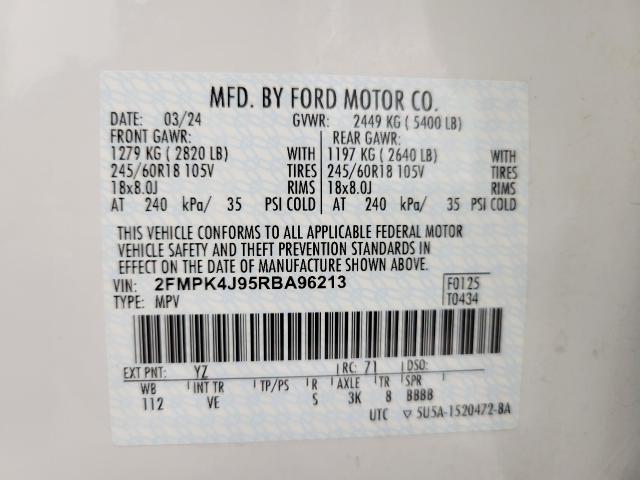 MFD. BY FORD MOTOR CO.
DATE: 03/24 GVWR: 2449 KG ( 5400 LB)
FRONT GAWR: REAR GAWR:
1279 KG ( 2820 LB) WITH 1197 KG ( 2640 LB) WITH
245/60R18 105V TIRES 245/60R18 105V TIRES
18x8.0J RIMS 18x8.0J RIMS
AT 240 kPa/ 35 PSI COLD AT 240 kPa/ 35 PSI COLD
THIS VEHICLE CONFORMS TO ALL APPLICABLE FEDERAL MOTOR
VEHICLE SAFETY AND THEFT PREVENTION STANDARDS IN
EFFECT ON THE DATE OF MANUFACTURE SHOWN ABOVE.
VIN: 2FMPK4J95RBA96213 F0125
TYPE: MPV T0434
EXT PNT: YZ RC: 71 DSO:
WB INT TR TP/PS R AXLE TR SPR
112 VE S 3K 8 BBBB
UTC ▽5U5A-1520472-BA